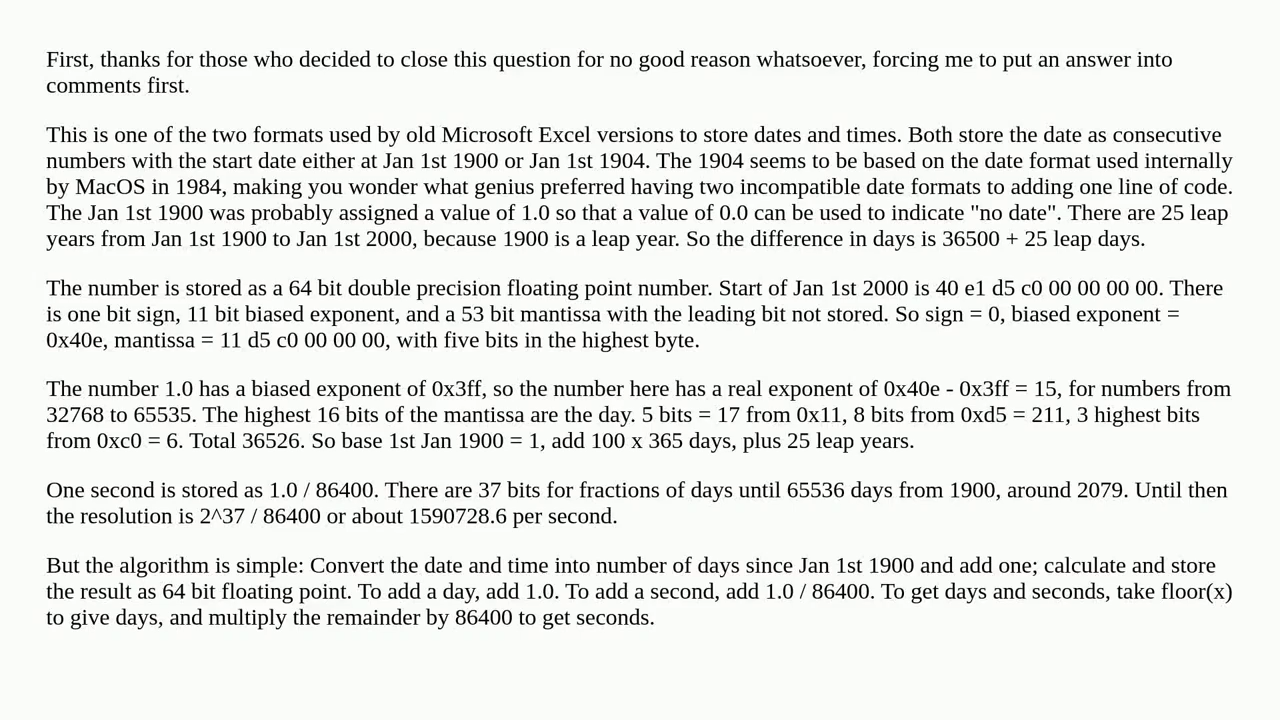 First, thanks for those who decided to close this question for no good reason whatsoever, forcing me to put an answer into
comments first.
This is one of the two formats used by old Microsoft Excel versions to store dates and times. Both store the date as consecutive
numbers with the start date either at Jan 1st 1900 or Jan 1st 1904. The 1904 seems to be based on the date format used internally
by MacOS in 1984, making you wonder what genius preferred having two incompatible date formats to adding one line of code.
The Jan 1st 1900 was probably assigned a value of 1.0 so that a value of 0.0 can be used to indicate "no date". There are 25 leap
years from Jan 1st 1900 to Jan 1st 2000, because 1900 is a leap year. So the difference in days is 36500 + 25 leap days.
The number is stored as a 64 bit double precision floating point number. Start of Jan 1st 2000 is 40 e1 d5 c0 00 00 00 00. There
is one bit sign, 11 bit biased exponent, and a 53 bit mantissa with the leading bit not stored. So sign = 0, biased exponent =
0x40e, mantissa = 11 d5 c0 00 00 00, with five bits in the highest byte.
The number 1.0 has a biased exponent of 0x3ff, so the number here has a real exponent of 0x40e - 0x3ff = 15, for numbers from
32768 to 65535. The highest 16 bits of the mantissa are the day. 5 bits = 17 from 0x11, 8 bits from 0xd5 = 211, 3 highest bits
from 0xc0 = 6. Total 36526. So base 1st Jan 1900 = 1, add 100 x 365 days, plus 25 leap years.
One second is stored as 1.0 / 86400. There are 37 bits for fractions of days until 65536 days from 1900, around 2079. Until then
the resolution is 2^37 / 86400 or about 1590728.6 per second.
But the algorithm is simple: Convert the date and time into number of days since Jan 1st 1900 and add one; calculate and store
the result as 64 bit floating point. To add a day, add 1.0. To add a second, add 1.0 / 86400. To get days and seconds, take floor(x)
to give days, and multiply the remainder by 86400 to get seconds.